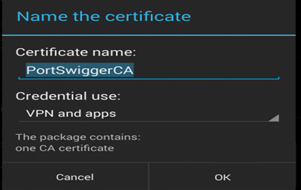 Name the certificate
Certificate name:
PortSwiggerCA
Credential use:
VPN and apps
The package contains:
one CA certificate
Cancel
OK